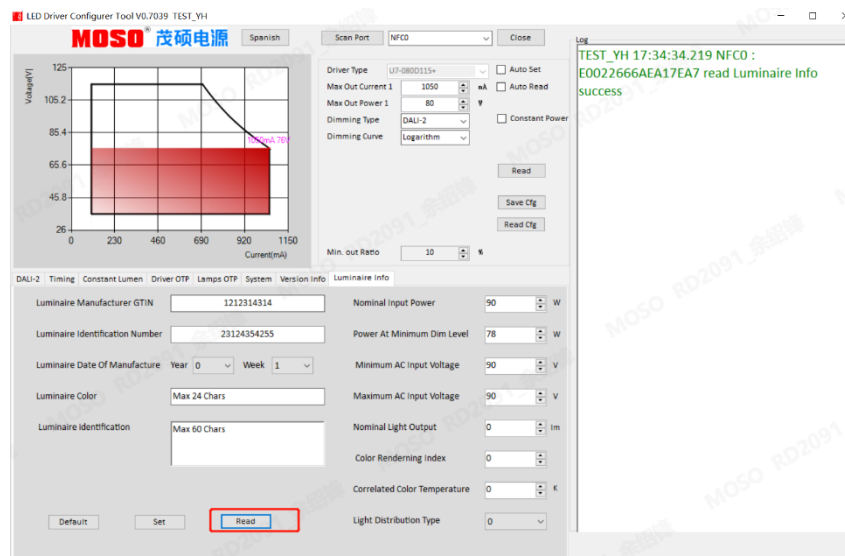 LED Driver Configurer Tool V0.7039 TEST_YH
MOSO® 茂硕电源
Spanish
Scan Port NFC0 Close
Voltage(V)
125
105.2
85.4
65.6
45.8
26
1050mA 76V
0 230 460 690 920 1150
Current(mA)
Driver Type U7-080D115+ Auto Set
Max Out Current 1 1050 mA Auto Read
Max Out Power 1 80 W
Dimming Type DALI-2 Constant Power
Dimming Curve Logarithm
Read
Save Cfg
Read Cfg
Min. out Ratio 10 %
Log
TEST_YH 17:34:34.219 NFC0 :
E0022666AEA17EA7 read Luminaire Info
success
DALI-2 Timing Constant Lumen Driver OTP Lamps OTP System Version Info Luminaire Info
Luminaire Manufacturer GTIN 1212314314 Nominal Input Power 90 W
Luminaire Identification Number 23124354255 Power At Minimum Dim Level 78 W
Luminaire Date Of Manufacture Year 0 Week 1 Minimum AC Input Voltage 90 V
Luminaire Color Max 24 Chars Maximum AC Input Voltage 90 V
Luminaire Identification Max 60 Chars Nominal Light Output 0 lm
Color Renderning Index 0
Correlated Color Temperature 0 K
Default Set Read Light Distribution Type 0
MOSO RD2091 余绍锋